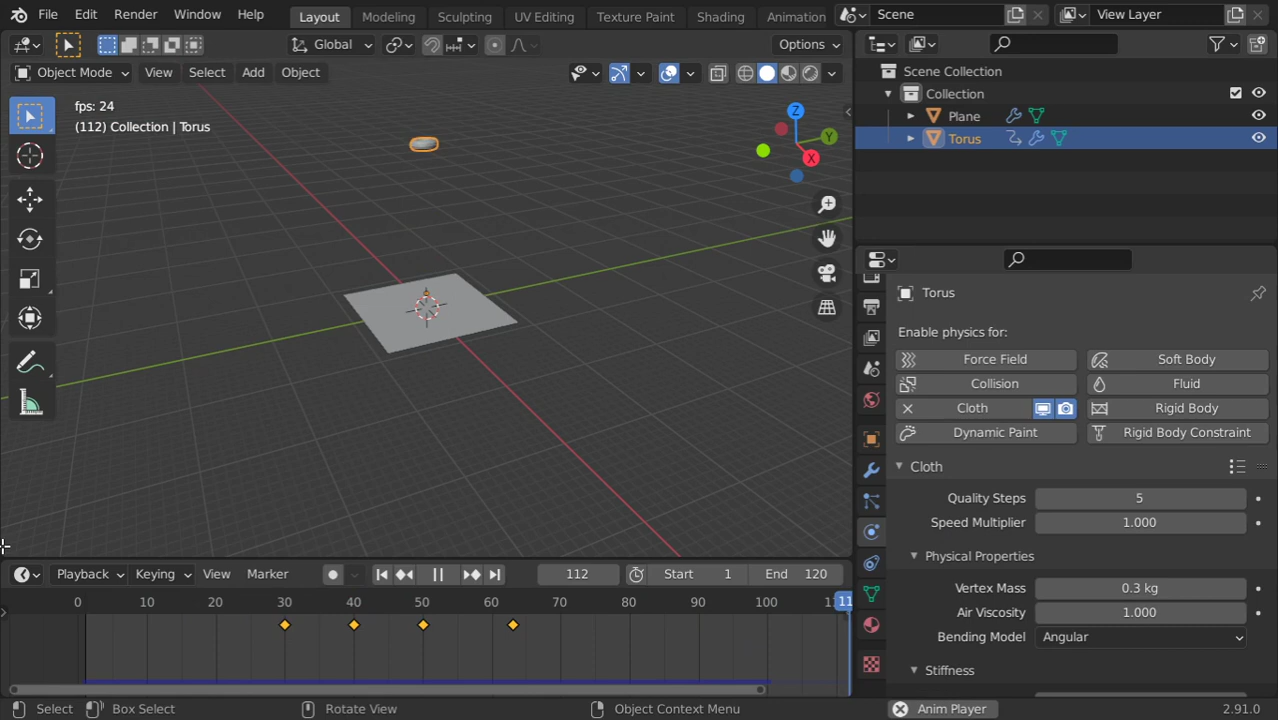 File Edit Render Window Help Layout Modeling Sculpting UV Editing Texture Paint Shading Animation Scene View Layer
Global Options
Object Mode View Select Add Object
fps: 24
(112) Collection | Torus
Z
Y
X
Scene Collection
Collection
Plane
Torus
Torus
Enable physics for:
Force Field Soft Body
Collision Fluid
Cloth Rigid Body
Dynamic Paint Rigid Body Constraint
Cloth
Quality Steps 5
Speed Multiplier 1.000
Physical Properties
Vertex Mass 0.3 kg
Air Viscosity 1.000
Bending Model Angular
Stiffness
Playback Keying View Marker 112 Start 1 End 120
0 10 20 30 40 50 60 70 80 90 100 11
Select Box Select Rotate View Object Context Menu Anim Player 2.91.0